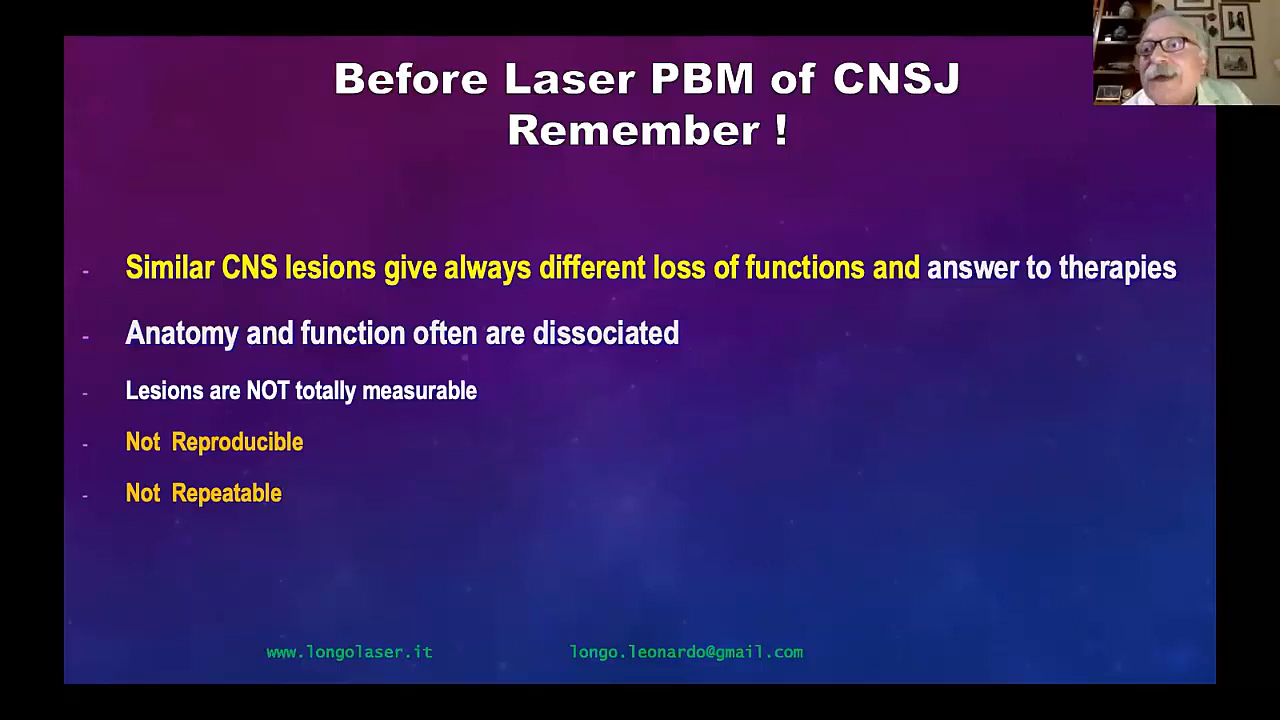 Before Laser PBM of CNSJ
Remember !
- Similar CNS lesions give always different loss of functions and answer to therapies
- Anatomy and function often are dissociated
- Lesions are NOT totally measurable
- Not Reproducible
- Not Repeatable
www.longolaser.it longo.leonardo@gmail.com